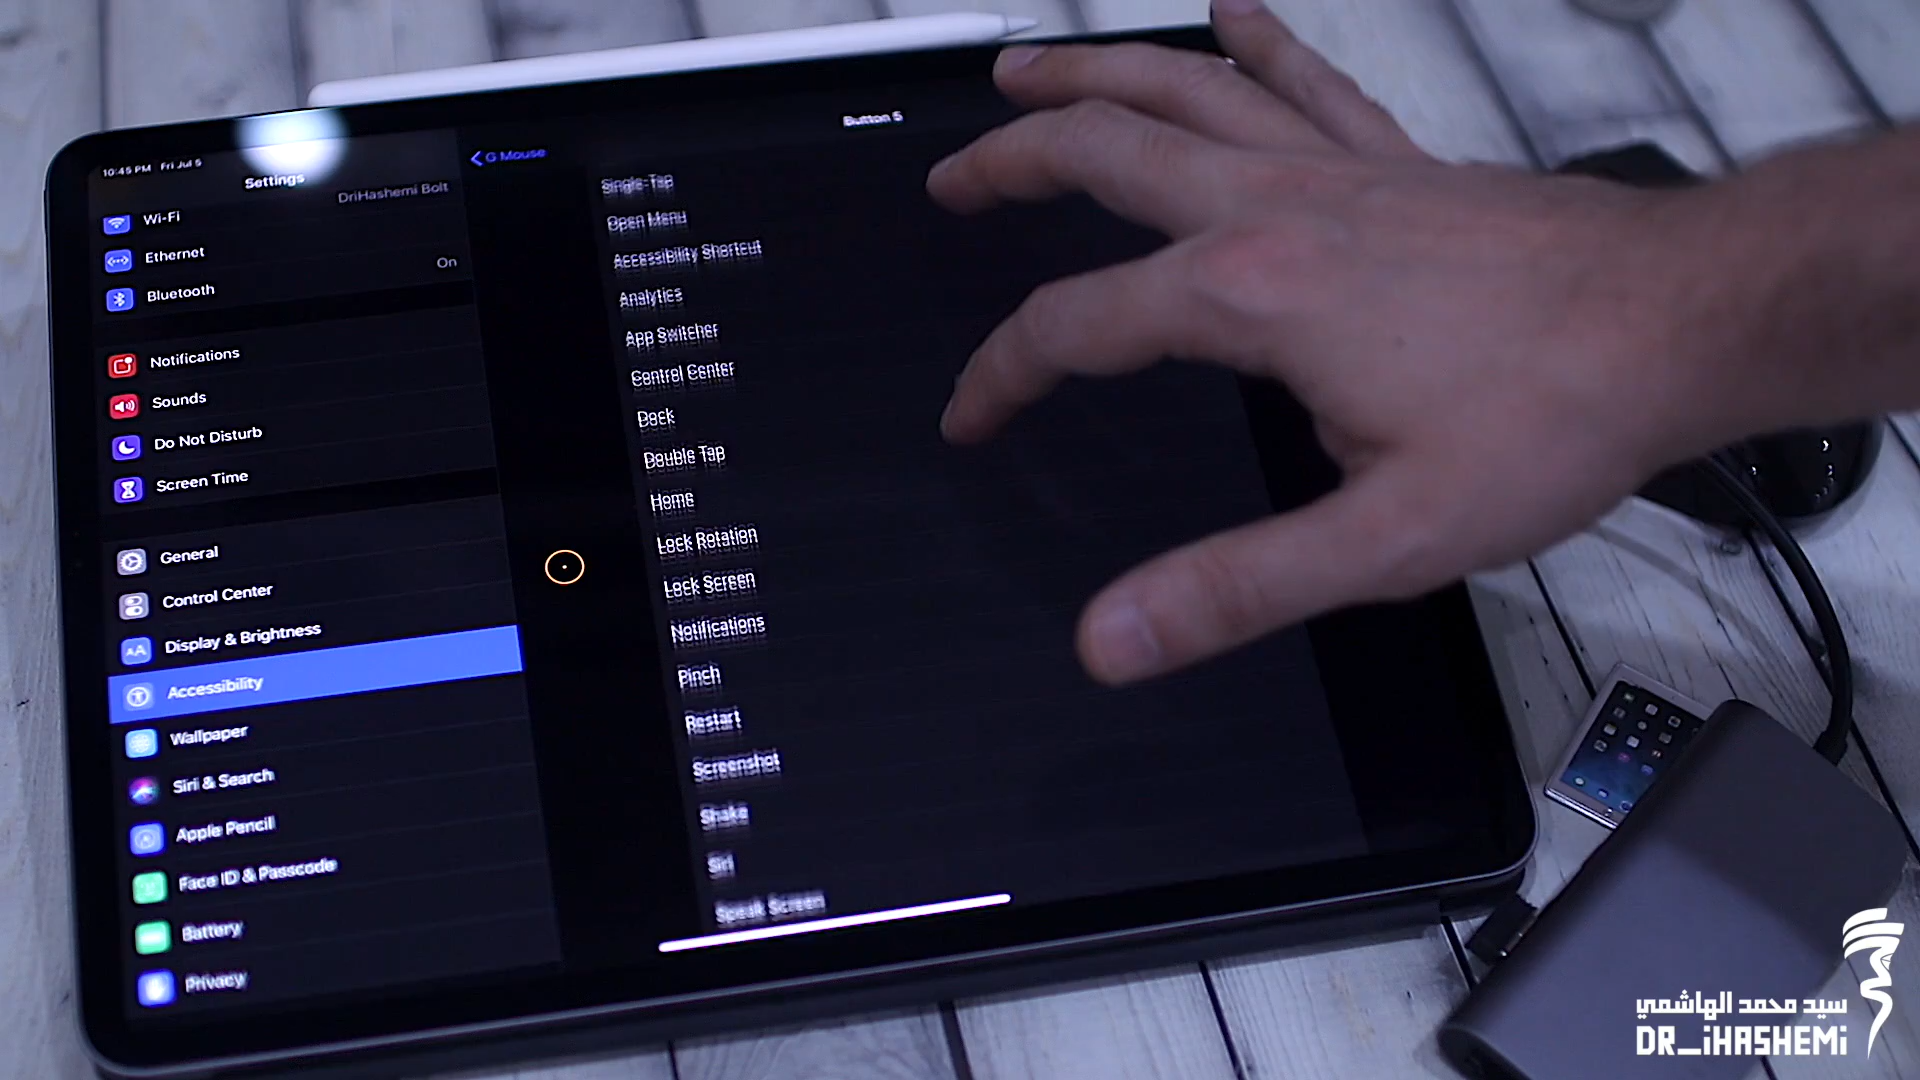 10:45 PM Fri Jul 5
Settings
DriHashemi Bolt
Wi-Fi
Ethernet
On
Bluetooth
Notifications
Sounds
Do Not Disturb
Screen Time
General
Control Center
Display & Brightness
Accessibility
Wallpaper
Siri & Search
Apple Pencil
Face ID & Passcode
Battery
Privacy
G Mouse
Button 5
Single-Tap
Open Menu
Accessibility Shortcut
Analytics
App Switcher
Control Center
Dock
Double Tap
Home
Lock Rotation
Lock Screen
Notifications
Pinch
Restart
Screenshot
Shake
Siri
Speak Screen
سيد محمد الهاشمي
DR_iHASHEMi